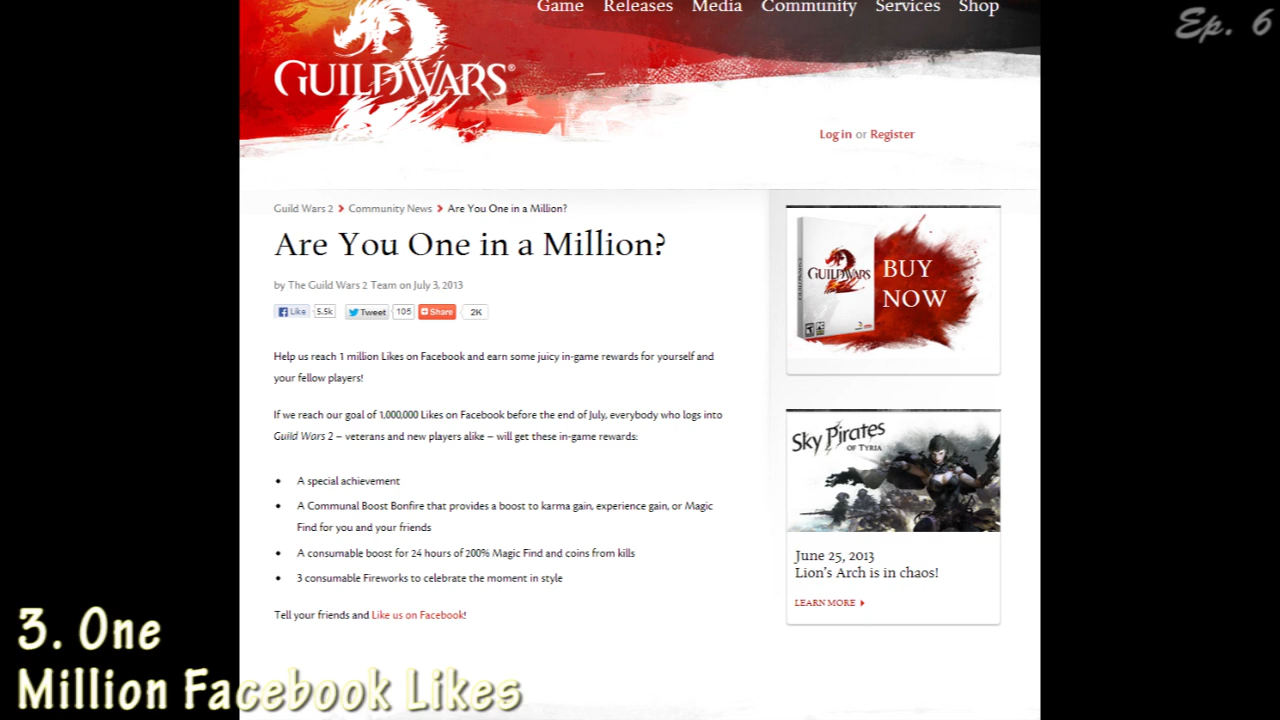 Game Releases Media Community Services Shop
Ep. 6
GUILDWARS®
Log in or Register
Guild Wars 2 > Community News > Are You One in a Million?
Are You One in a Million?
by The Guild Wars 2 Team on July 3, 2013
Like 5.5k Tweet 105 Share 2K
Help us reach 1 million Likes on Facebook and earn some juicy in-game rewards for yourself and
your fellow players!
If we reach our goal of 1,000,000 Likes on Facebook before the end of July, everybody who logs into
Guild Wars 2 – veterans and new players alike – will get these in-game rewards:
• A special achievement
• A Communal Boost Bonfire that provides a boost to karma gain, experience gain, or Magic
Find for you and your friends
• A consumable boost for 24 hours of 200% Magic Find and coins from kills
• 3 consumable Fireworks to celebrate the moment in style
Tell your friends and Like us on Facebook!
GUILDWARS
BUY
NOW
SKY PIRATES
OF TYRIA
June 25, 2013
Lion's Arch is in chaos!
LEARN MORE
3. One
Million Facebook Likes